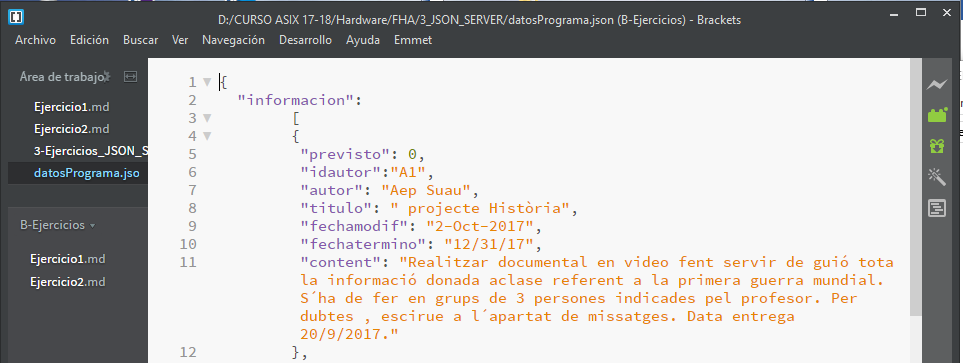 D:/CURSO ASIX 17-18/Hardware/FHA/3_JSON_SERVER/datosPrograma.json (B-Ejercicios) - Brackets
Archivo Edición Buscar Ver Navegación Desarrollo Ayuda Emmet
Área de trabajo
Ejercicio1.md
Ejercicio2.md
3-Ejercicios_JSON_S
datosPrograma.jso
B-Ejercicios
Ejercicio1.md
Ejercicio2.md
1 {
2 "informacion":
3 [
4 {
5 "previsto": 0,
6 "idautor":"A1",
7 "autor": "Aep Suau",
8 "titulo": " projecte Història",
9 "fechamodif": "2-Oct-2017",
10 "fechatermino": "12/31/17",
11 "content": "Realitzar documental en video fent servir de guió tota
la informació donada aclase referent a la primera guerra mundial.
S´ha de fer en grups de 3 persones indicades pel profesor. Per
dubtes , escirue a l´apartat de missatges. Data entrega
20/9/2017."
12 },